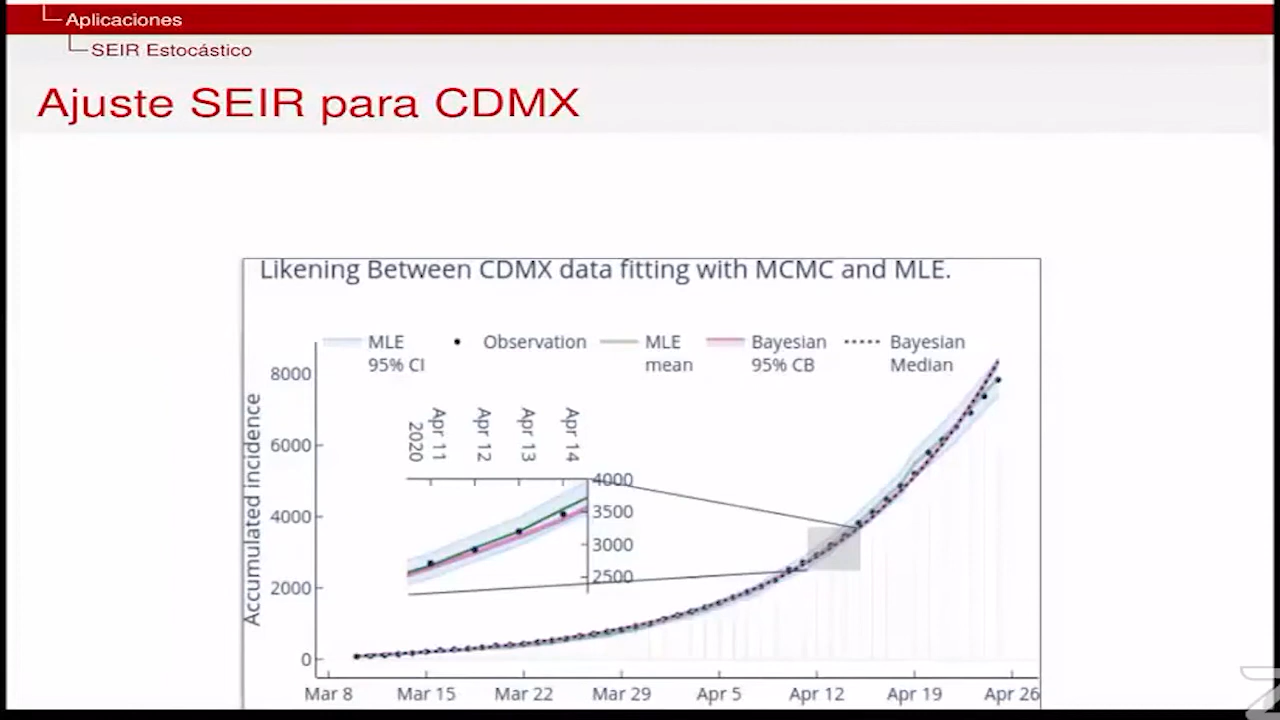 Aplicaciones
SEIR Estocástico
Ajuste SEIR para CDMX
Likening Between CDMX data fitting with MCMC and MLE.
MLE 95% CI
Observation
MLE mean
Bayesian 95% CB
Bayesian Median
Accumulated incidence
8000
6000
4000
2000
0
Apr 11 2020
Apr 12
Apr 13
Apr 14
4000
3500
3000
2500
Mar 8
Mar 15
Mar 22
Mar 29
Apr 5
Apr 12
Apr 19
Apr 26